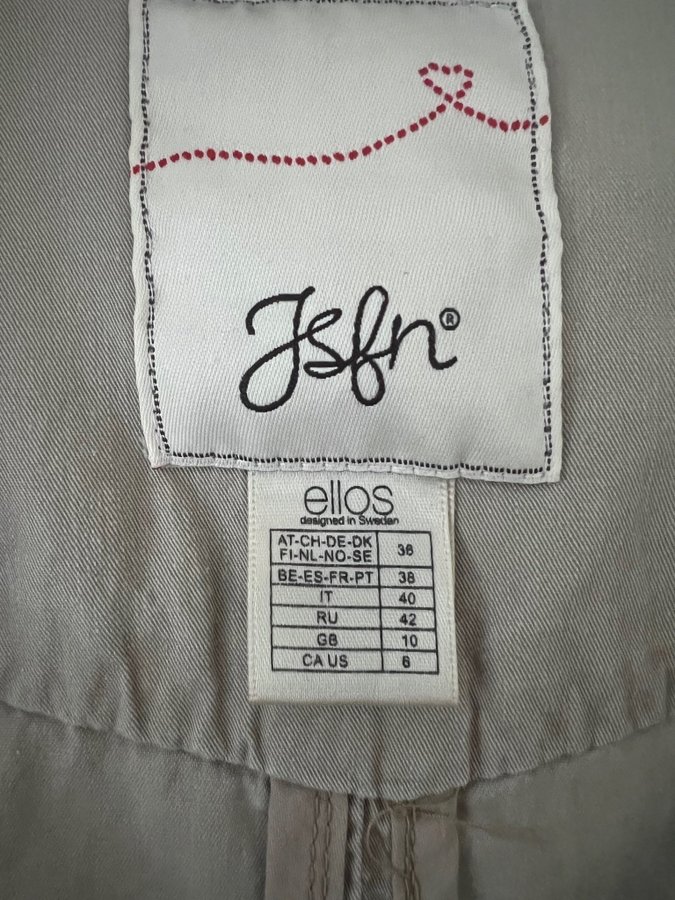 Jsfn®
ellos
designed in Sweden
AT-CH-DE-DK
FI-NL-NO-SE 36
BE-ES-FR-PT 38
IT 40
RU 42
GB 10
CA US 6